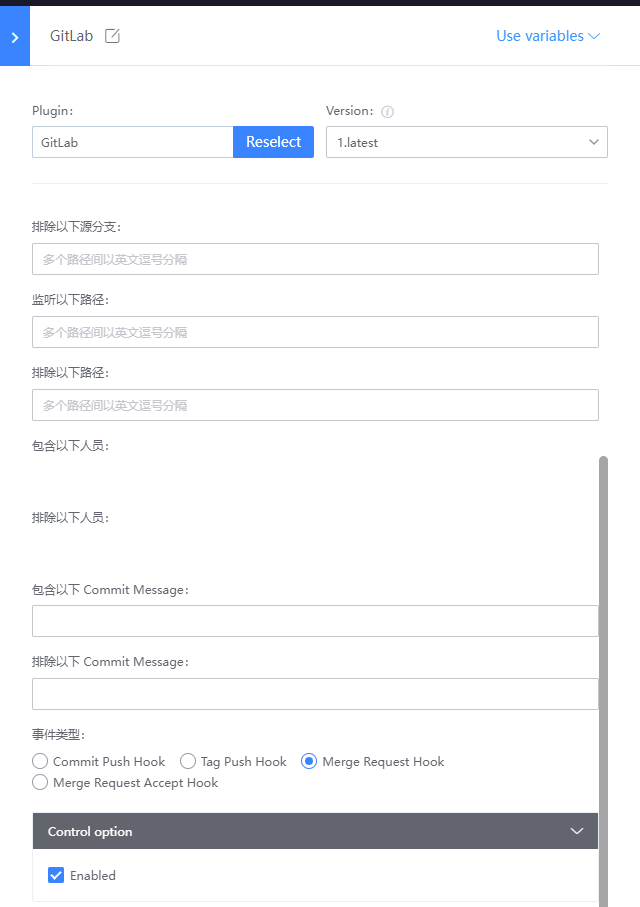 GitLab
Use variables
Plugin:
Version:
GitLab
Reselect
1.latest
排除以下源分支:
多个路径间以英文逗号分隔
监听以下路径:
多个路径间以英文逗号分隔
排除以下路径:
多个路径间以英文逗号分隔
包含以下人员:
排除以下人员:
包含以下 Commit Message:
排除以下 Commit Message:
事件类型:
Commit Push Hook
Tag Push Hook
Merge Request Hook
Merge Request Accept Hook
Control option
Enabled